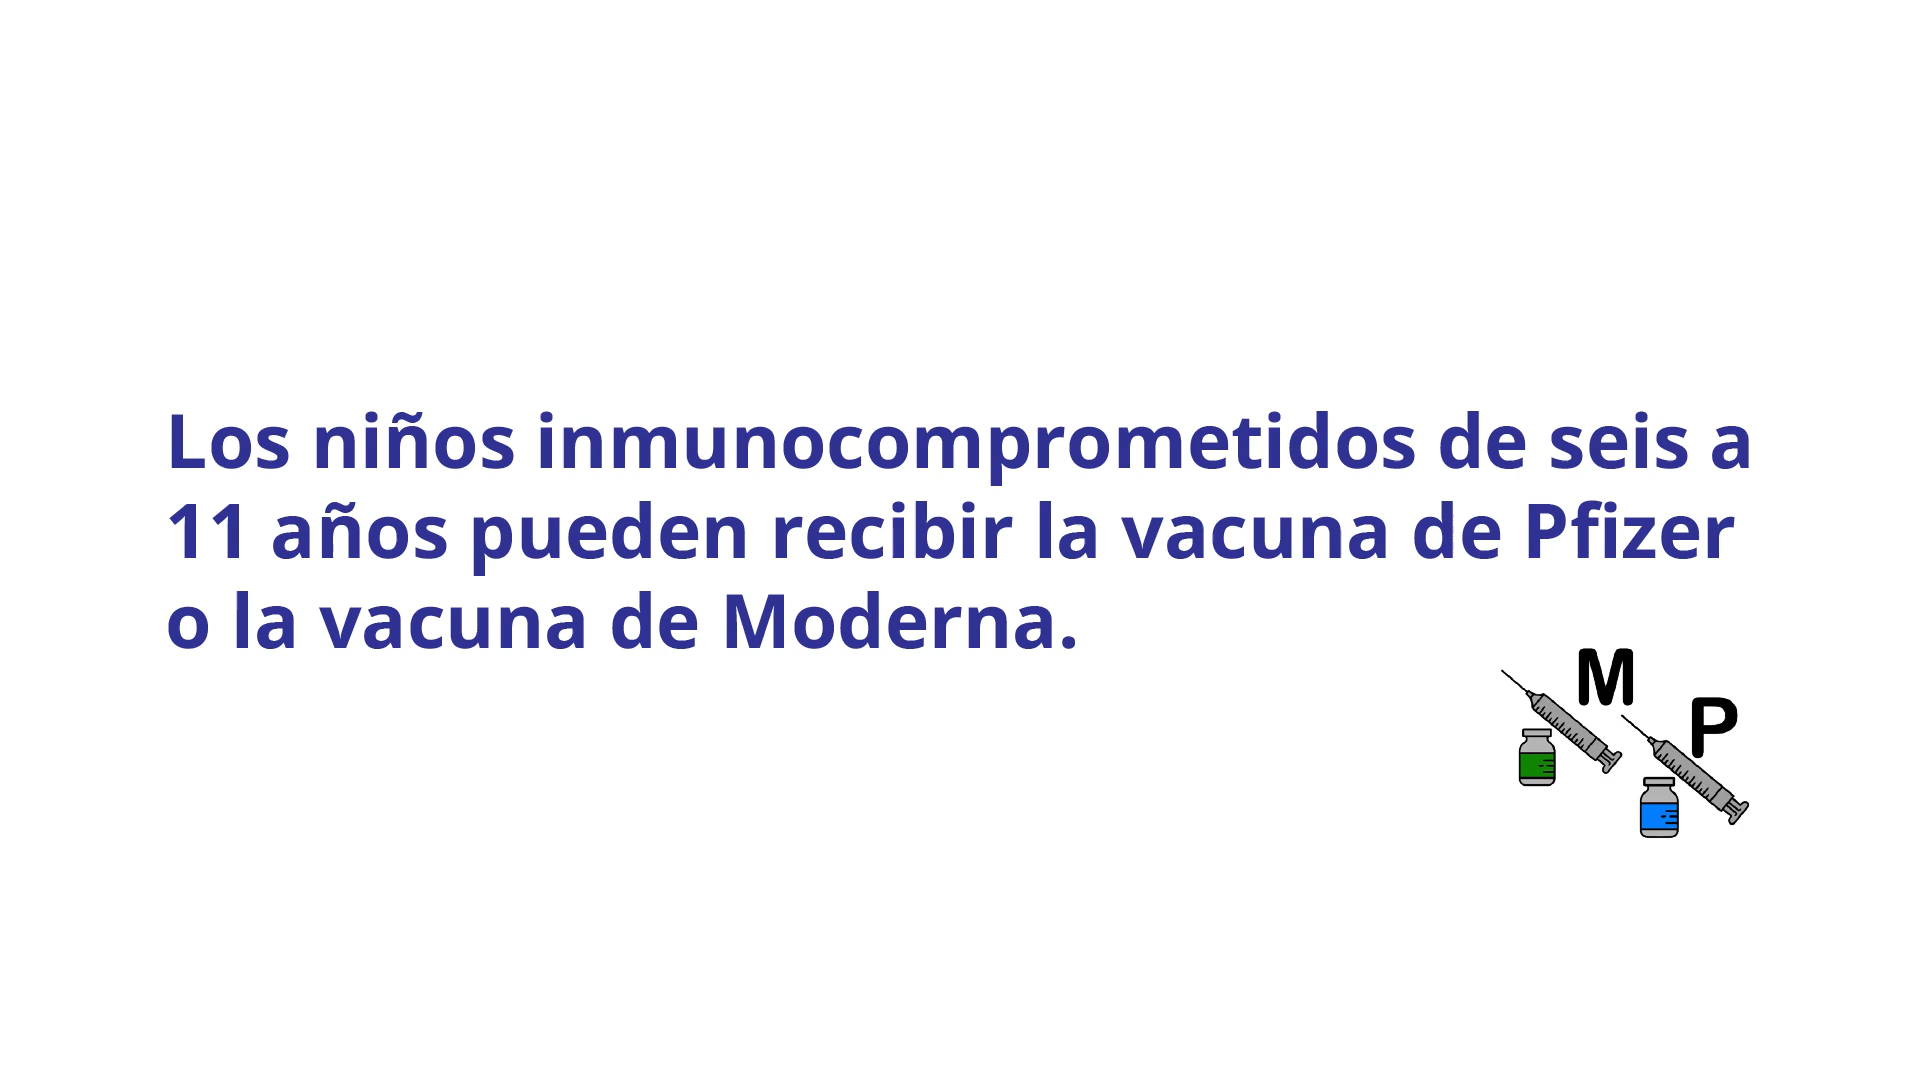 Los niños inmunocomprometidos de seis a
11 años pueden recibir la vacuna de Pfizer
o la vacuna de Moderna.
M
P